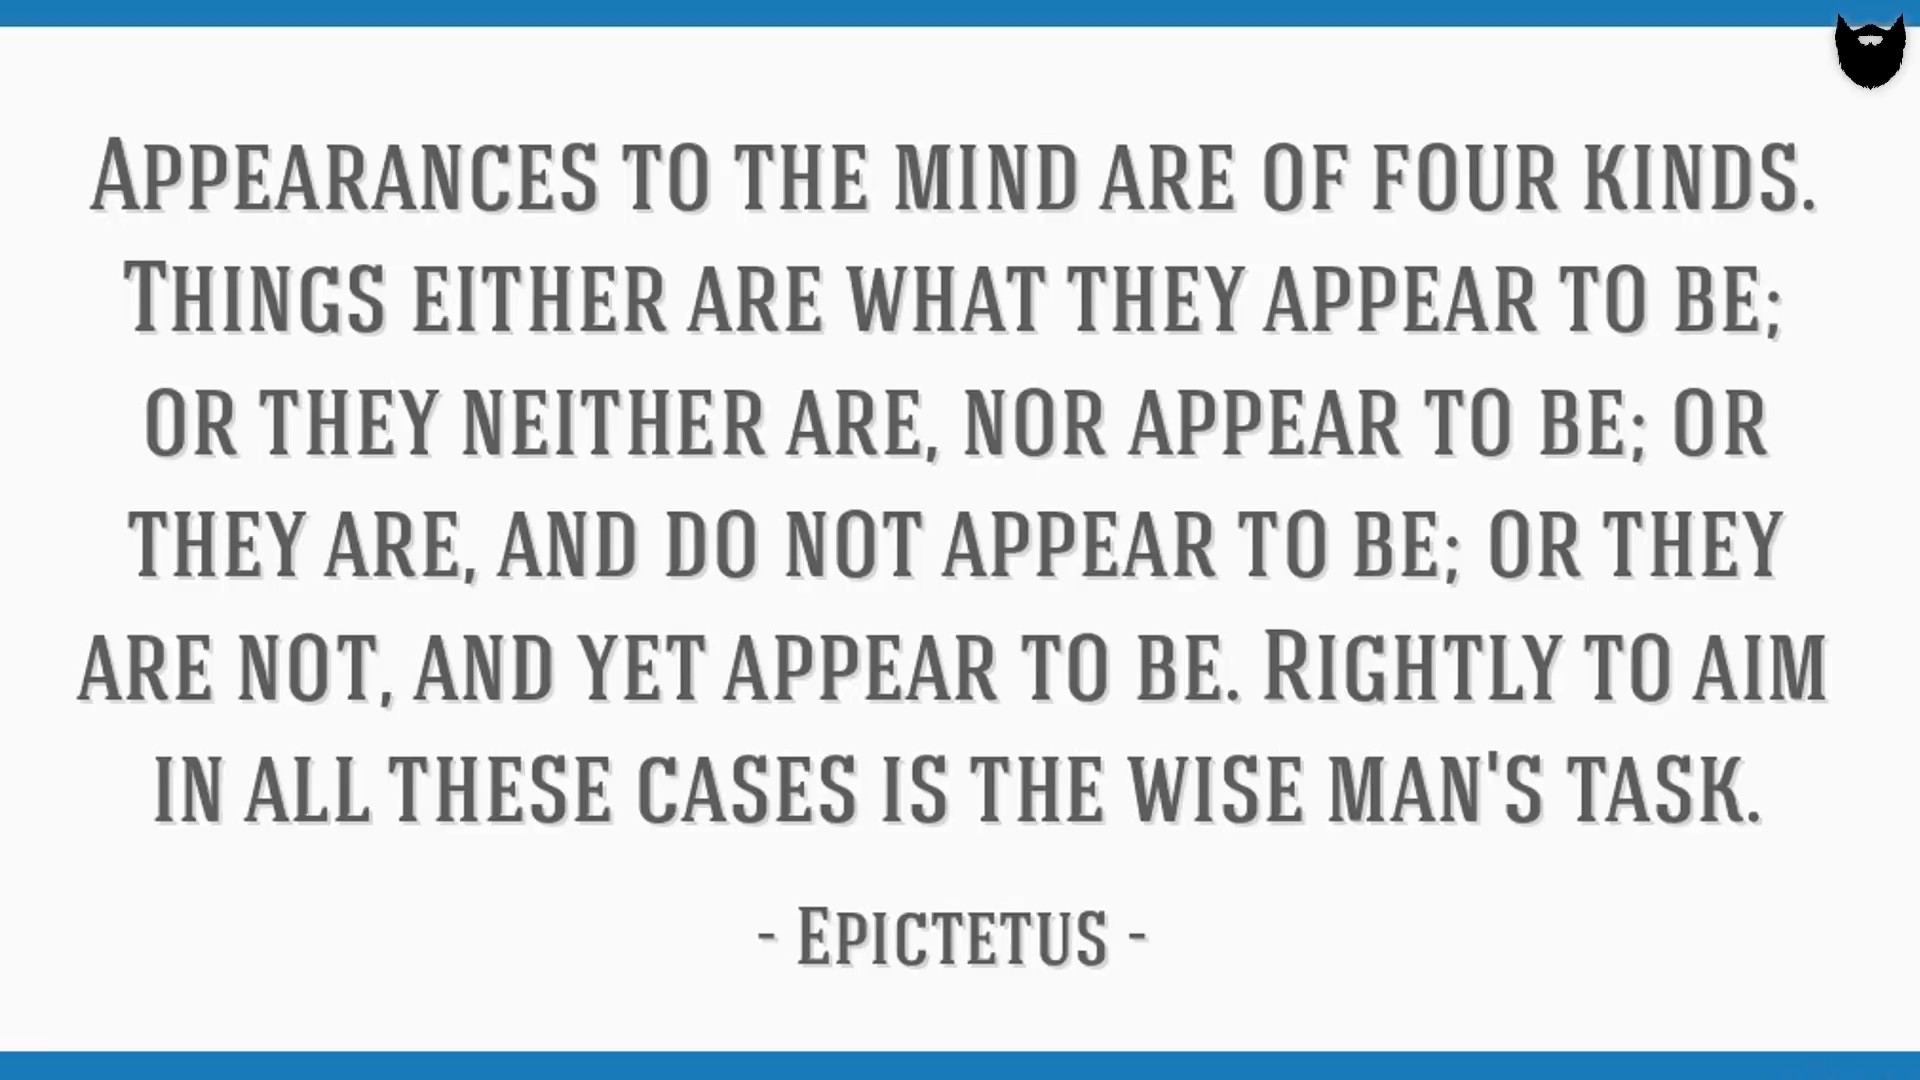 Appearances to the mind are of four kinds.
Things either are what they appear to be;
or they neither are, nor appear to be; or
they are, and do not appear to be; or they
are not, and yet appear to be. Rightly to aim
in all these cases is the wise man's task.
- Epictetus -